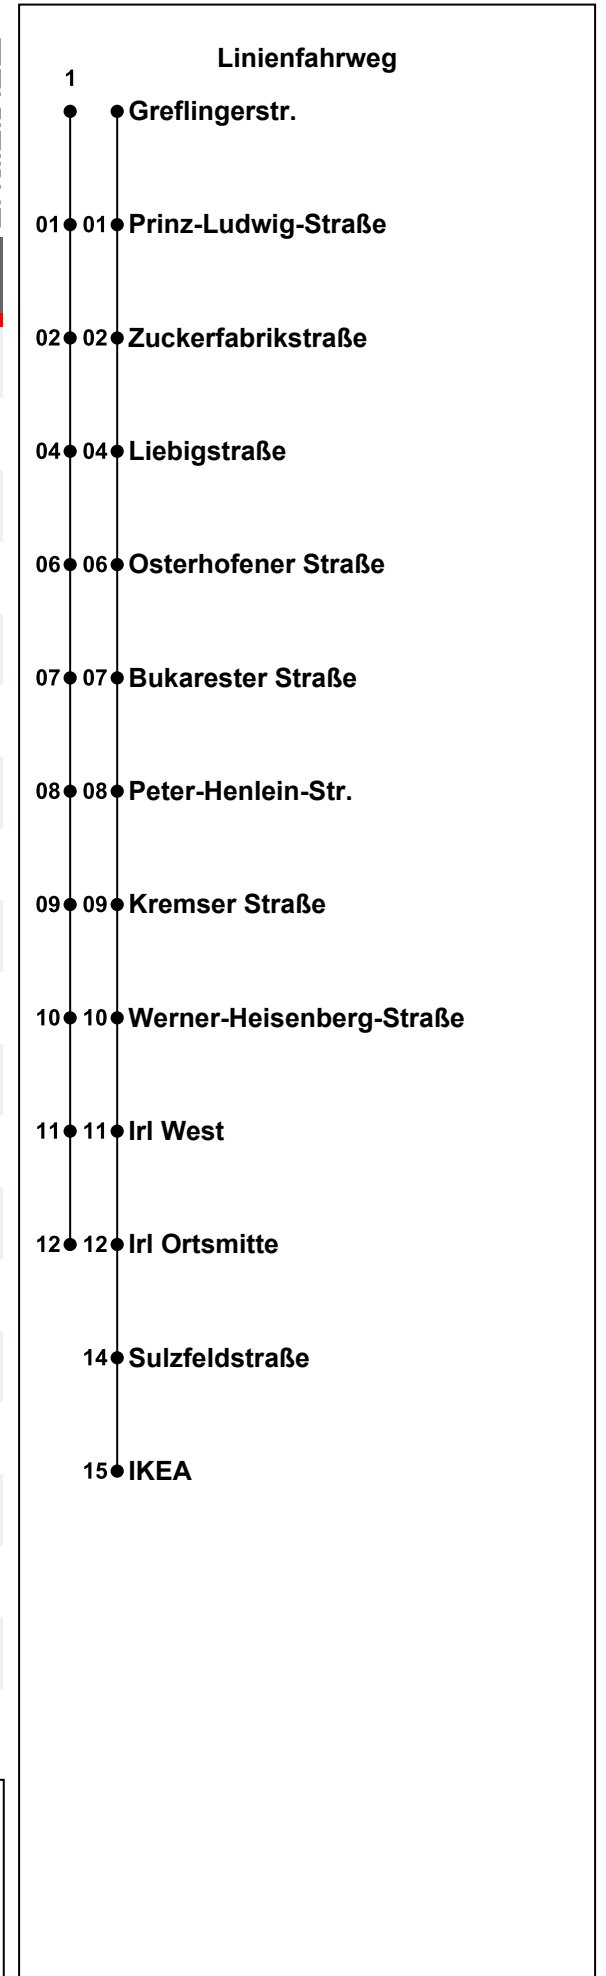 Linienfahrweg
1
Greflingerstr.
01 01 Prinz-Ludwig-Straße
02 02 Zuckerfabrikstraße
04 04 Liebigstraße
06 06 Osterhofener Straße
07 07 Bukarester Straße
08 08 Peter-Henlein-Str.
09 09 Kremser Straße
10 10 Werner-Heisenberg-Straße
11 11 Irl West
12 12 Irl Ortsmitte
14 Sulzfeldstraße
15 IKEA